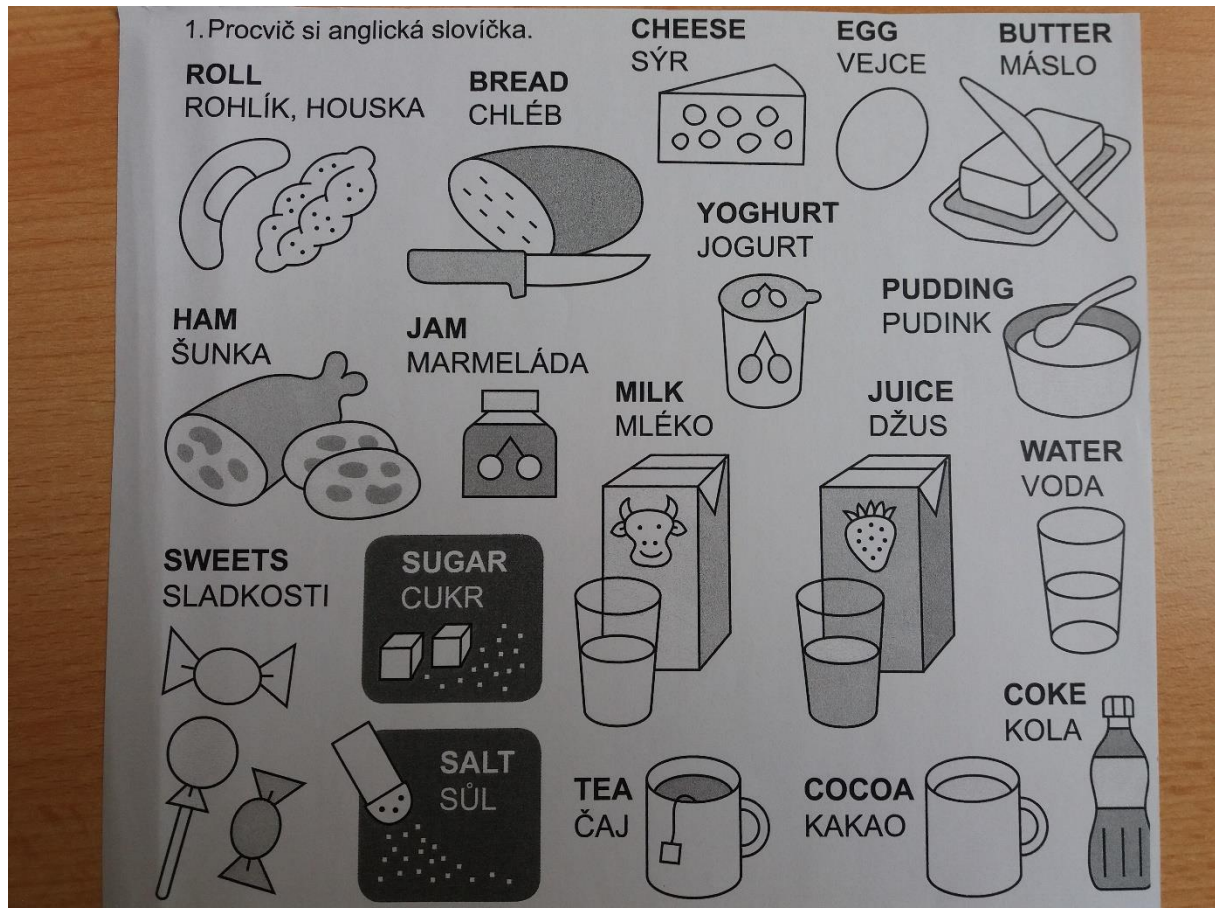 1. Procvič si anglická slovíčka.
ROLL
ROHLÍK, HOUSKA
BREAD
CHLÉB
CHEESE
SÝR
EGG
VEJCE
BUTTER
MÁSLO
YOGHURT
JOGURT
PUDDING
PUDINK
HAM
ŠUNKA
JAM
MARMELÁDA
MILK
MLÉKO
JUICE
DŽUS
WATER
VODA
SWEETS
SLADKOSTI
SUGAR
CUKR
SALT
SŮL
TEA
ČAJ
COCOA
KAKAO
COKE
KOLA